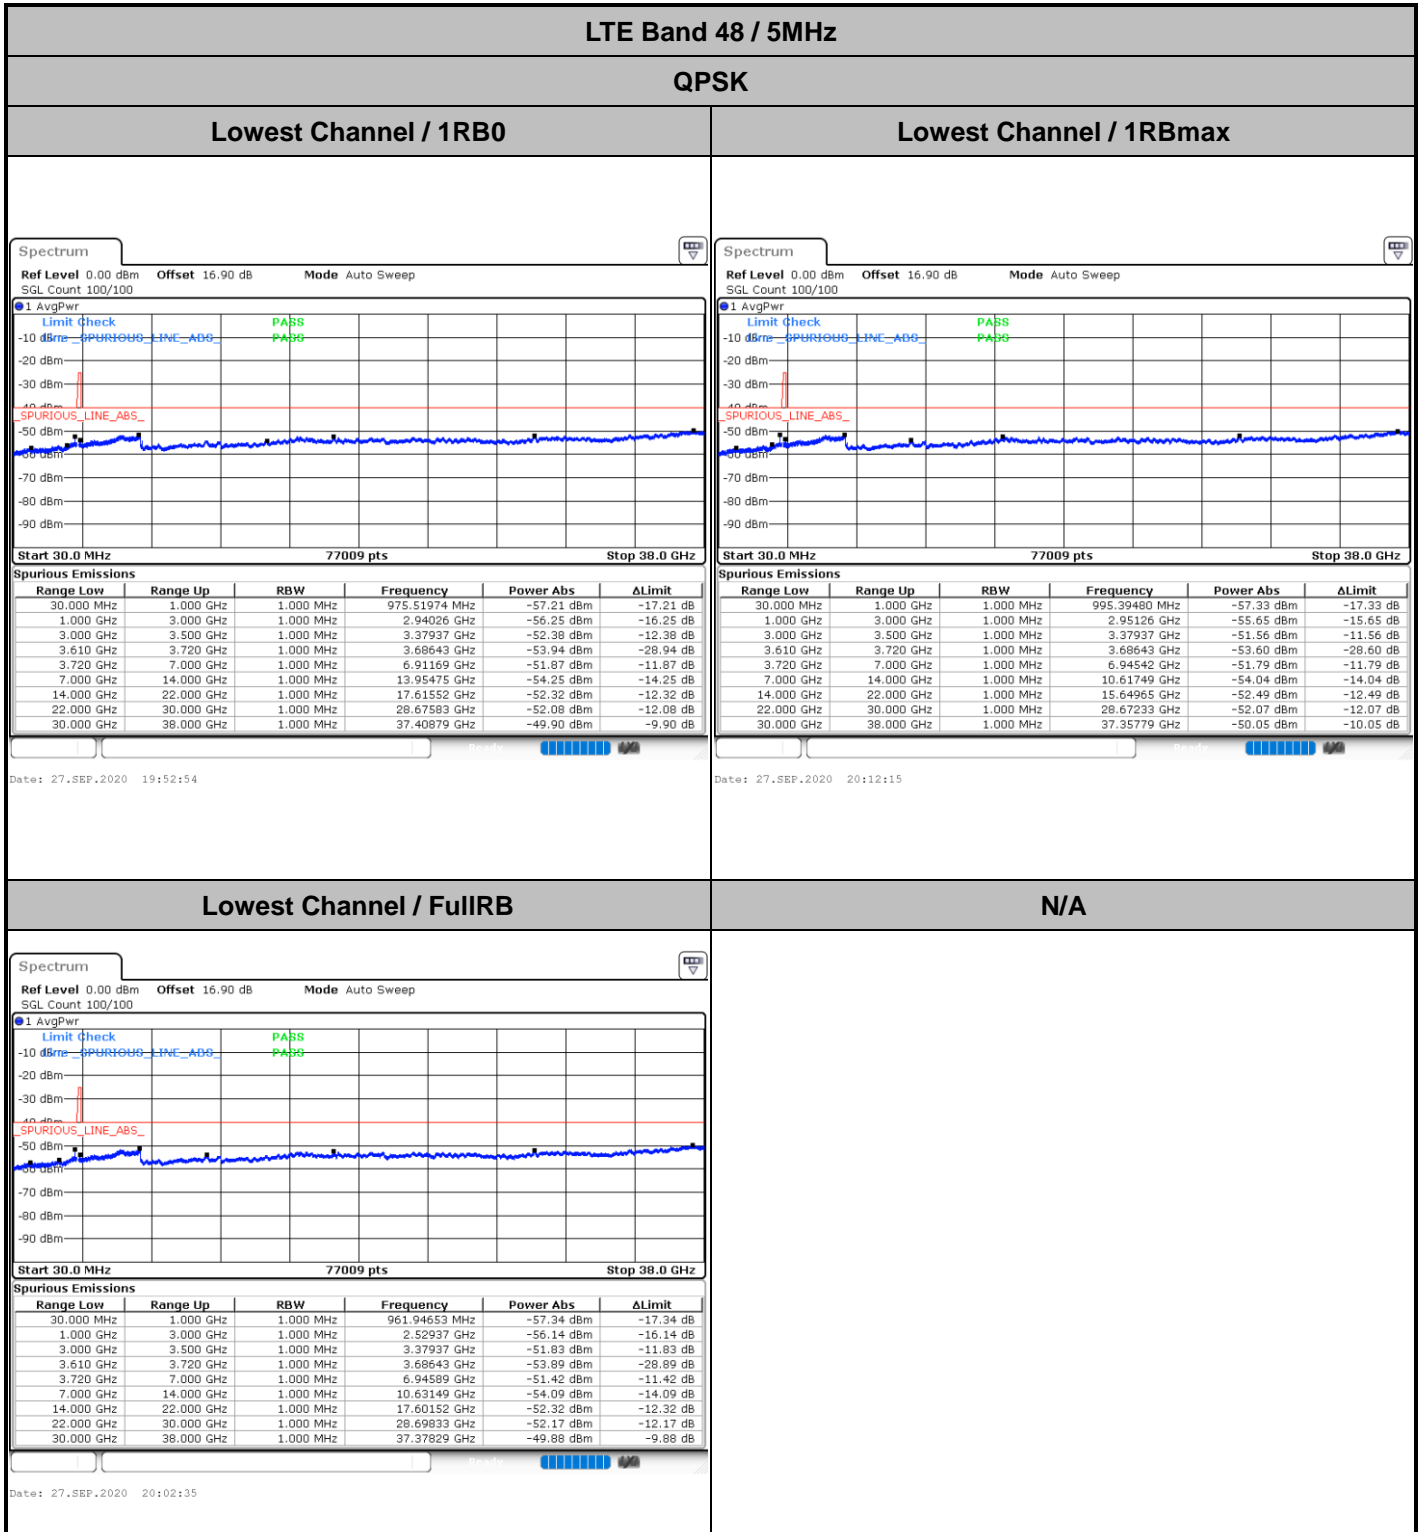 LTE Band 48 / 5MHz
QPSK
Lowest Channel / 1RB0
Lowest Channel / 1RBmax
Spectrum
Ref Level 0.00 dBm Offset 16.90 dB Mode Auto Sweep
SGL Count 100/100
1 AvgPwr
Limit Check PASS
-10 dBm Line _SPURIOUS_LINE_ABS_ PASS
-20 dBm
-30 dBm
-40 dBm
_SPURIOUS_LINE_ABS_
-50 dBm
-60 dBm
-70 dBm
-80 dBm
-90 dBm
Start 30.0 MHz 77009 pts Stop 38.0 GHz
Spurious Emissions
Range Low Range Up RBW Frequency Power Abs ΔLimit
30.000 MHz 1.000 GHz 1.000 MHz 975.51974 MHz -57.21 dBm -17.21 dB
1.000 GHz 3.000 GHz 1.000 MHz 2.94026 GHz -56.25 dBm -16.25 dB
3.000 GHz 3.500 GHz 1.000 MHz 3.37937 GHz -52.38 dBm -12.38 dB
3.610 GHz 3.720 GHz 1.000 MHz 3.68643 GHz -53.94 dBm -28.94 dB
3.720 GHz 7.000 GHz 1.000 MHz 6.91169 GHz -51.87 dBm -11.87 dB
7.000 GHz 14.000 GHz 1.000 MHz 13.95475 GHz -54.25 dBm -14.25 dB
14.000 GHz 22.000 GHz 1.000 MHz 17.61552 GHz -52.32 dBm -12.32 dB
22.000 GHz 30.000 GHz 1.000 MHz 28.67583 GHz -52.08 dBm -12.08 dB
30.000 GHz 38.000 GHz 1.000 MHz 37.40879 GHz -49.90 dBm -9.90 dB
Ready
Date: 27.SEP.2020 19:52:54
Spectrum
Ref Level 0.00 dBm Offset 16.90 dB Mode Auto Sweep
SGL Count 100/100
1 AvgPwr
Limit Check PASS
-10 dBm Line _SPURIOUS_LINE_ABS_ PASS
-20 dBm
-30 dBm
-40 dBm
_SPURIOUS_LINE_ABS_
-50 dBm
-60 dBm
-70 dBm
-80 dBm
-90 dBm
Start 30.0 MHz 77009 pts Stop 38.0 GHz
Spurious Emissions
Range Low Range Up RBW Frequency Power Abs ΔLimit
30.000 MHz 1.000 GHz 1.000 MHz 995.39480 MHz -57.33 dBm -17.33 dB
1.000 GHz 3.000 GHz 1.000 MHz 2.95126 GHz -55.65 dBm -15.65 dB
3.000 GHz 3.500 GHz 1.000 MHz 3.37937 GHz -51.56 dBm -11.56 dB
3.610 GHz 3.720 GHz 1.000 MHz 3.68643 GHz -53.60 dBm -28.60 dB
3.720 GHz 7.000 GHz 1.000 MHz 6.94542 GHz -51.79 dBm -11.79 dB
7.000 GHz 14.000 GHz 1.000 MHz 10.61749 GHz -54.04 dBm -14.04 dB
14.000 GHz 22.000 GHz 1.000 MHz 15.64965 GHz -52.49 dBm -12.49 dB
22.000 GHz 30.000 GHz 1.000 MHz 28.67233 GHz -52.07 dBm -12.07 dB
30.000 GHz 38.000 GHz 1.000 MHz 37.35779 GHz -50.05 dBm -10.05 dB
Ready
Date: 27.SEP.2020 20:12:15
Lowest Channel / FullRB
N/A
Spectrum
Ref Level 0.00 dBm Offset 16.90 dB Mode Auto Sweep
SGL Count 100/100
1 AvgPwr
Limit Check PASS
-10 dBm Line _SPURIOUS_LINE_ABS_ PASS
-20 dBm
-30 dBm
-40 dBm
_SPURIOUS_LINE_ABS_
-50 dBm
-60 dBm
-70 dBm
-80 dBm
-90 dBm
Start 30.0 MHz 77009 pts Stop 38.0 GHz
Spurious Emissions
Range Low Range Up RBW Frequency Power Abs ΔLimit
30.000 MHz 1.000 GHz 1.000 MHz 961.94653 MHz -57.34 dBm -17.34 dB
1.000 GHz 3.000 GHz 1.000 MHz 2.52937 GHz -56.14 dBm -16.14 dB
3.000 GHz 3.500 GHz 1.000 MHz 3.37937 GHz -51.83 dBm -11.83 dB
3.610 GHz 3.720 GHz 1.000 MHz 3.68643 GHz -53.89 dBm -28.89 dB
3.720 GHz 7.000 GHz 1.000 MHz 6.94589 GHz -51.42 dBm -11.42 dB
7.000 GHz 14.000 GHz 1.000 MHz 10.63149 GHz -54.09 dBm -14.09 dB
14.000 GHz 22.000 GHz 1.000 MHz 17.60152 GHz -52.32 dBm -12.32 dB
22.000 GHz 30.000 GHz 1.000 MHz 28.69833 GHz -52.17 dBm -12.17 dB
30.000 GHz 38.000 GHz 1.000 MHz 37.37829 GHz -49.88 dBm -9.88 dB
Ready
Date: 27.SEP.2020 20:02:35